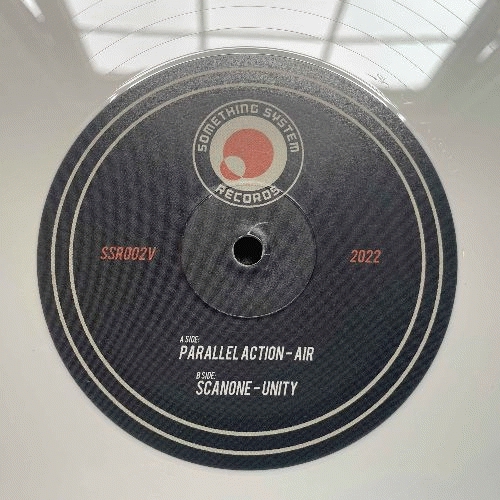 SOMETHING SYSTEM
RECORDS
SSR002V
2022
A SIDE:
PARALLEL ACTION - AIR
B SIDE:
SCANONE - UNITY